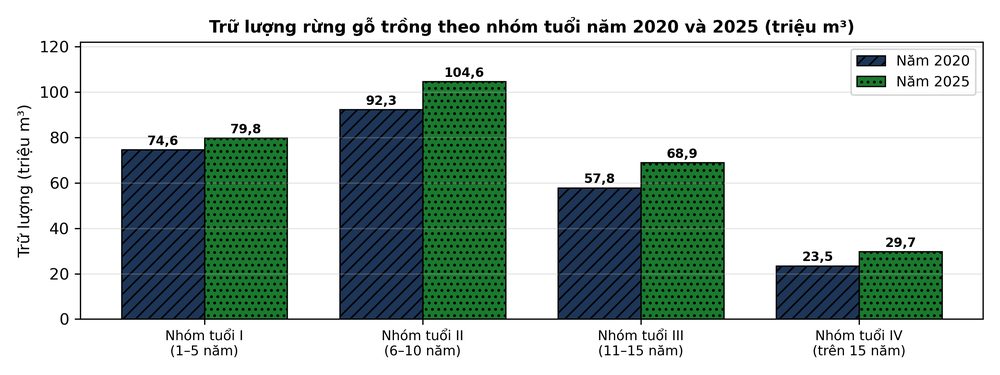 Trữ lượng rừng gỗ trồng theo nhóm tuổi năm 2020 và 2025 (triệu m³)
Trữ lượng (triệu m³)
120
100
80
60
40
20
0
Năm 2020
Năm 2025
74,6
79,8
92,3
104,6
57,8
68,9
23,5
29,7
Nhóm tuổi I
(1–5 năm)
Nhóm tuổi II
(6–10 năm)
Nhóm tuổi III
(11–15 năm)
Nhóm tuổi IV
(trên 15 năm)